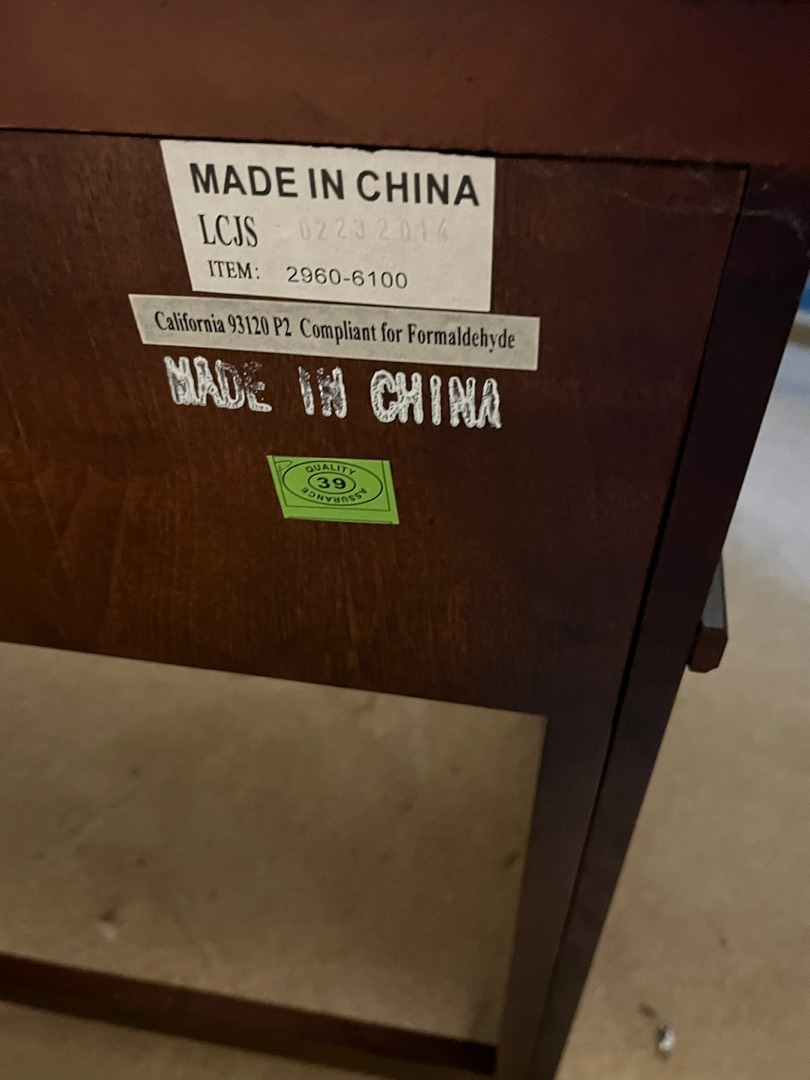 MADE IN CHINA
LCJS 02232014
ITEM: 2960-6100
California 93120 P2 Compliant for Formaldehyde
MADE IN CHINA
QUALITY
39
ASSURANCE